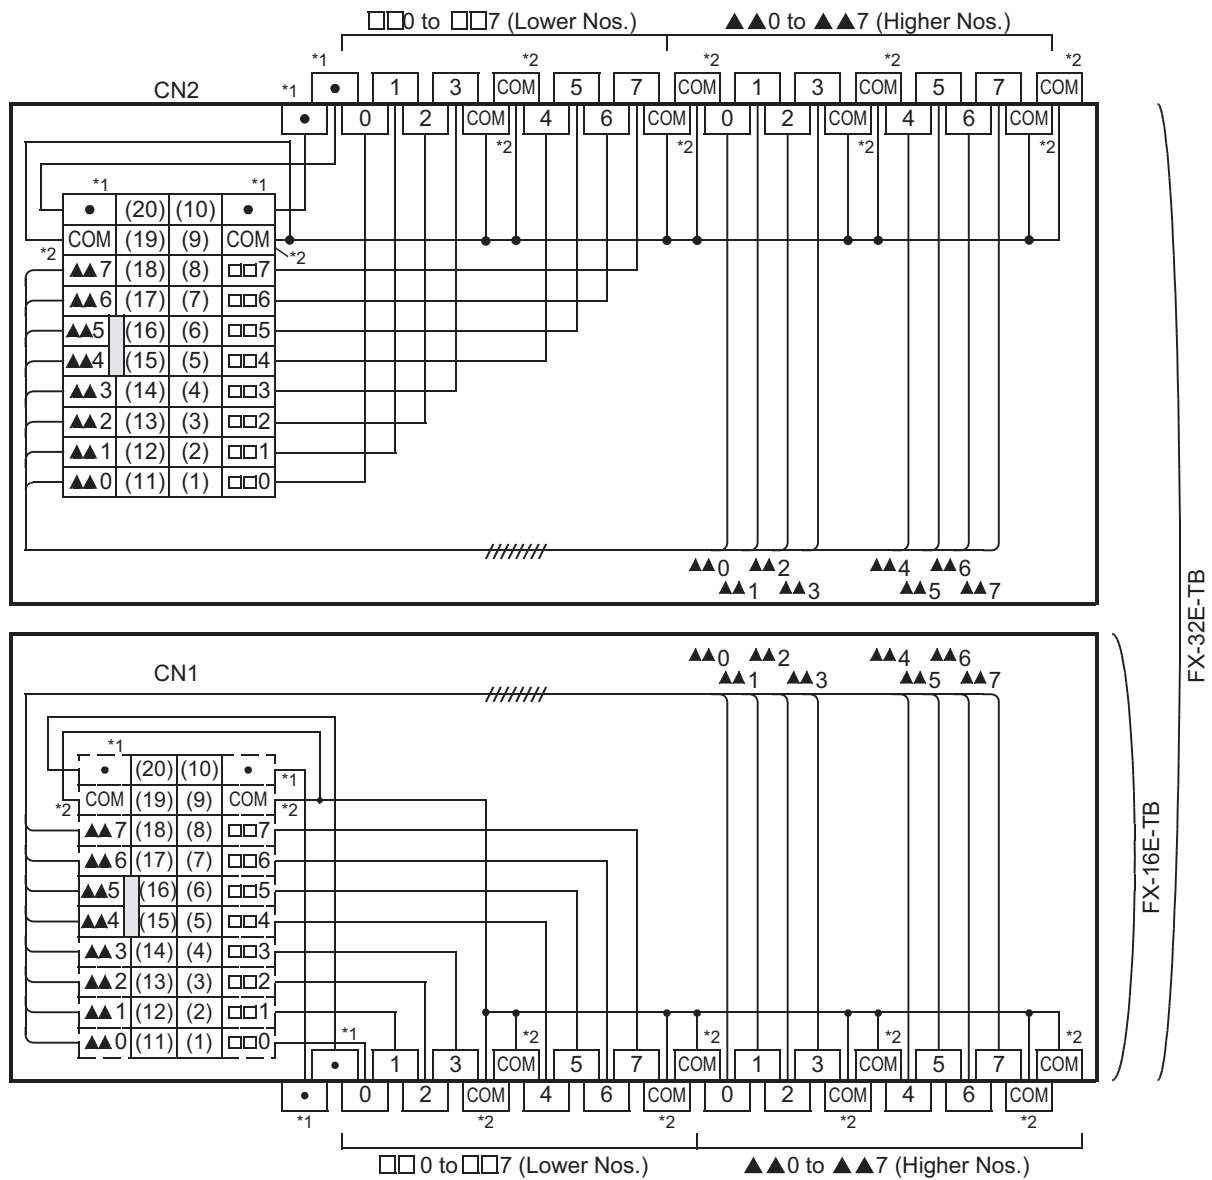 □□0 to □□7 (Lower Nos.) ▲▲0 to ▲▲7 (Higher Nos.)
*1 *2 *2 *2 *2
CN2 *1 • 1 3 COM 5 7 COM 1 3 COM 5 7 COM
• 0 2 COM 4 6 COM 0 2 COM 4 6 COM
*2 *2 *2 *2
*1 *1
• (20) (10) •
COM (19) (9) COM
*2 *2
▲▲7 (18) (8) □□7
▲▲6 (17) (7) □□6
▲▲5 (16) (6) □□5
▲▲4 (15) (5) □□4
▲▲3 (14) (4) □□3
▲▲2 (13) (3) □□2
▲▲1 (12) (2) □□1
▲▲0 (11) (1) □□0
▲▲0 ▲▲2 ▲▲4 ▲▲6
▲▲1 ▲▲3 ▲▲5 ▲▲7
FX-32E-TB
CN1
▲▲0 ▲▲2 ▲▲4 ▲▲6
▲▲1 ▲▲3 ▲▲5 ▲▲7
*1
• (20) (10) • *1
COM (19) (9) COM
*2 *2
▲▲7 (18) (8) □□7
▲▲6 (17) (7) □□6
▲▲5 (16) (6) □□5
▲▲4 (15) (5) □□4
▲▲3 (14) (4) □□3
▲▲2 (13) (3) □□2
▲▲1 (12) (2) □□1
▲▲0 (11) (1) □□0
FX-16E-TB
*1 *2 *2 *2 *2
• 1 3 COM 5 7 COM 1 3 COM 5 7 COM
• 0 2 COM 4 6 COM 0 2 COM 4 6 COM
*1 *2 *2 *2 *2
□□0 to □□7 (Lower Nos.) ▲▲0 to ▲▲7 (Higher Nos.)